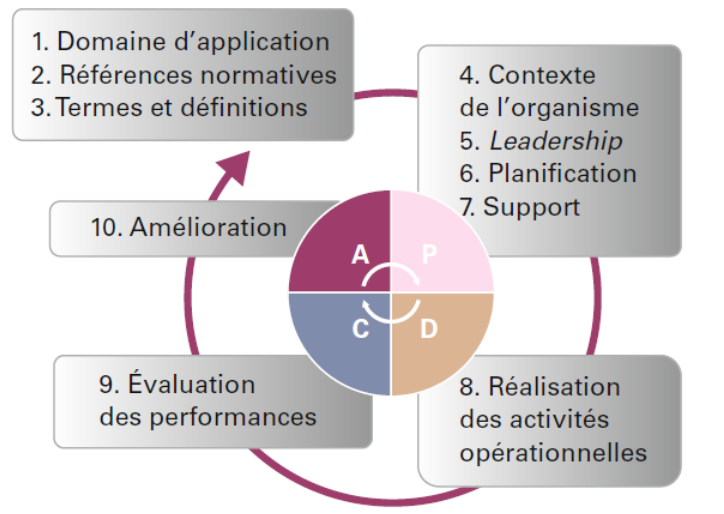 1. Domaine d’application
2. Références normatives
3. Termes et définitions
4. Contexte
de l’organisme
5. Leadership
6. Planification
7. Support
10. Amélioration
A
P
C
D
9. Évaluation
des performances
8. Réalisation
des activités
opérationnelles